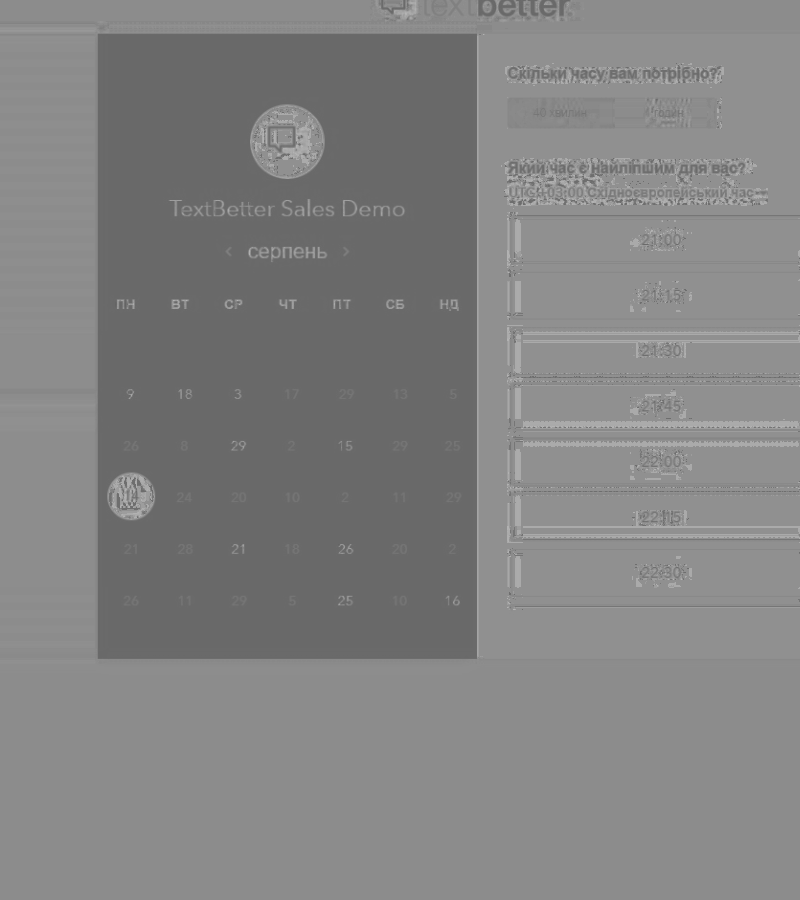 textbetter
TextBetter Sales Demo
< серпень >
ПН ВТ СР ЧТ ПТ СБ НД
9 18 3 17 29 13 5
26 8 29 2 15 29 25
24 20 10 2 11 29
21 28 21 18 26 20 2
26 11 29 5 25 10 16
Скільки часу вам потрібно?
40 хвилин
годин
Який час є найліпшим для вас?
UTC+03:00 Східноєвропейський час
21:00
21:15
21:30
21:45
22:00
22:15
22:30